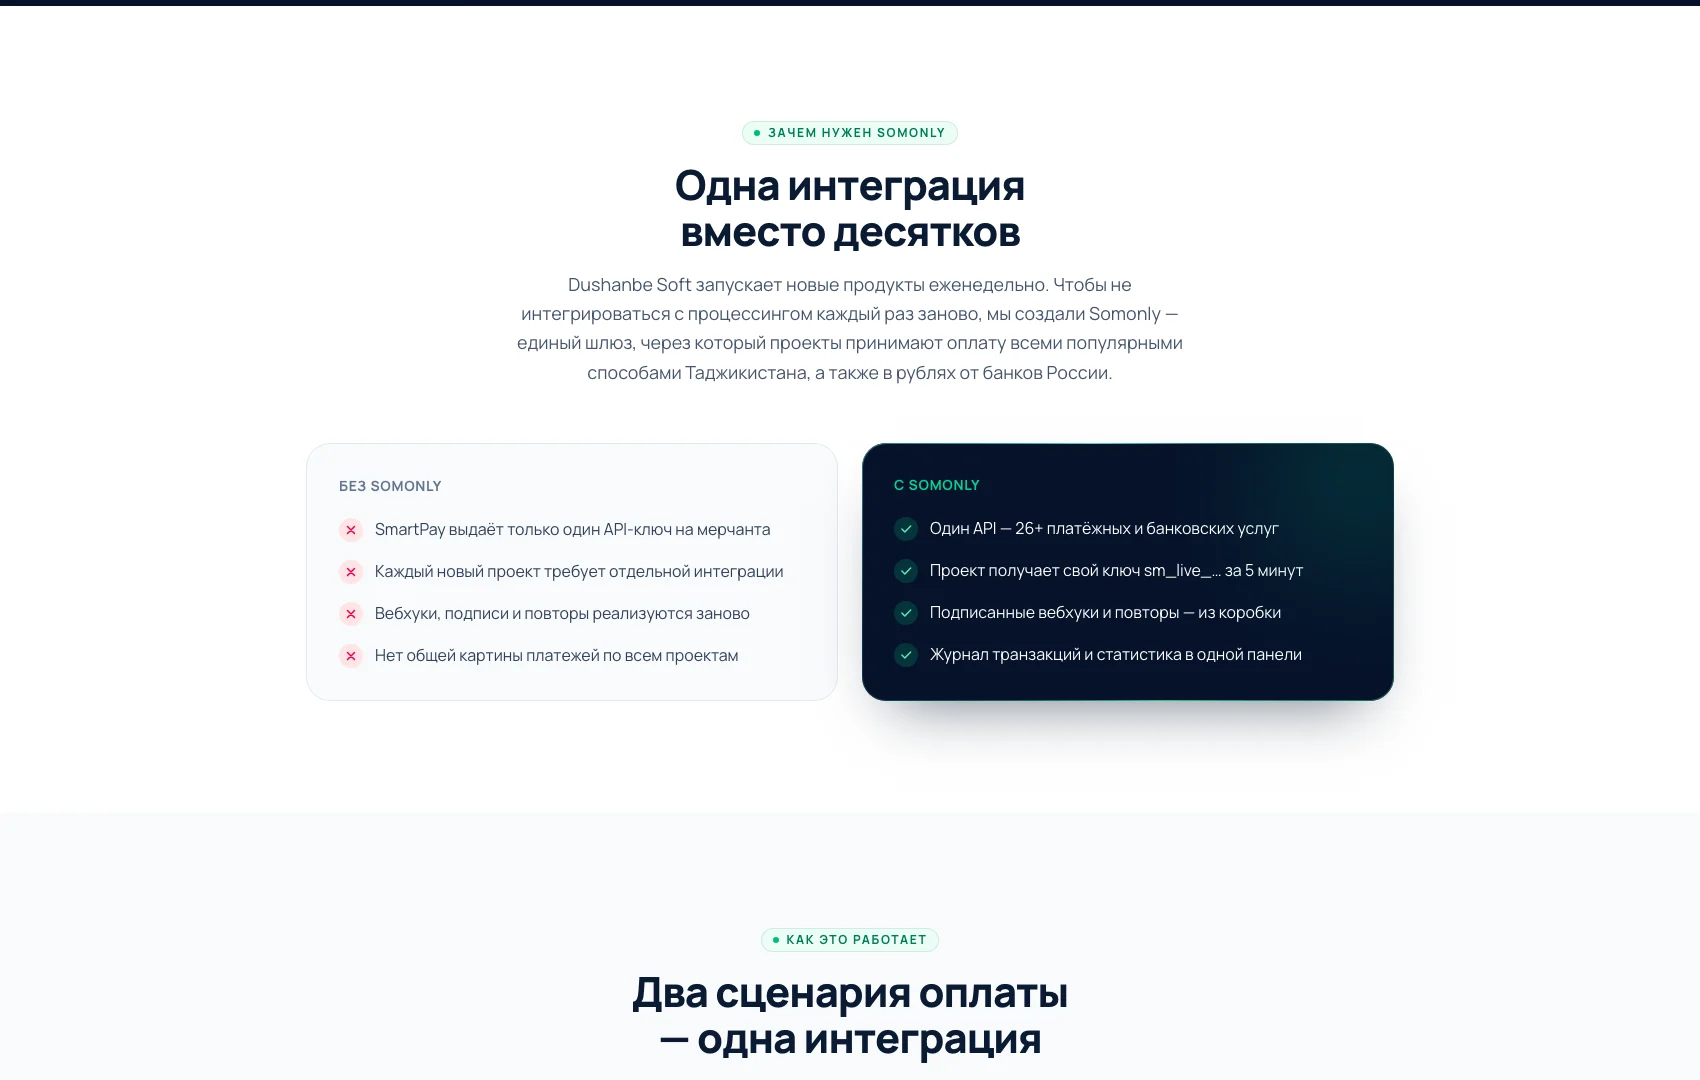 ЗАЧЕМ НУЖЕН SOMONLY
Одна интеграция
вместо десятков
Dushanbe Soft запускает новые продукты еженедельно. Чтобы не
интегрироваться с процессингом каждый раз заново, мы создали Somonly —
единый шлюз, через который проекты принимают оплату всеми популярными
способами Таджикистана, а также в рублях от банков России.
БЕЗ SOMONLY
SmartPay выдаёт только один API-ключ на мерчанта
Каждый новый проект требует отдельной интеграции
Вебхуки, подписи и повторы реализуются заново
Нет общей картины платежей по всем проектам
С SOMONLY
Один API — 26+ платёжных и банковских услуг
Проект получает свой ключ sm_live_… за 5 минут
Подписанные вебхуки и повторы — из коробки
Журнал транзакций и статистика в одной панели
КАК ЭТО РАБОТАЕТ
Два сценария оплаты
— одна интеграция